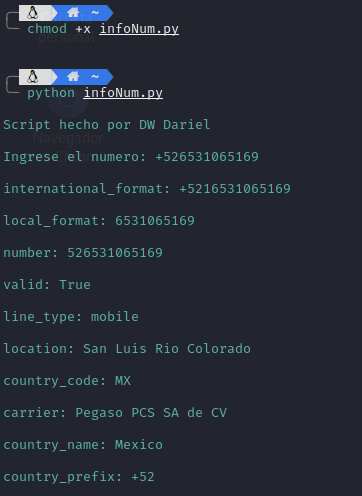 ~
chmod +x infoNum.py
~
python infoNum.py
Script hecho por DW Dariel
Ingrese el numero: +526531065169
international_format: +5216531065169
local_format: 6531065169
number: 526531065169
valid: True
line_type: mobile
location: San Luis Rio Colorado
country_code: MX
carrier: Pegaso PCS SA de CV
country_name: Mexico
country_prefix: +52
personal
Navegador